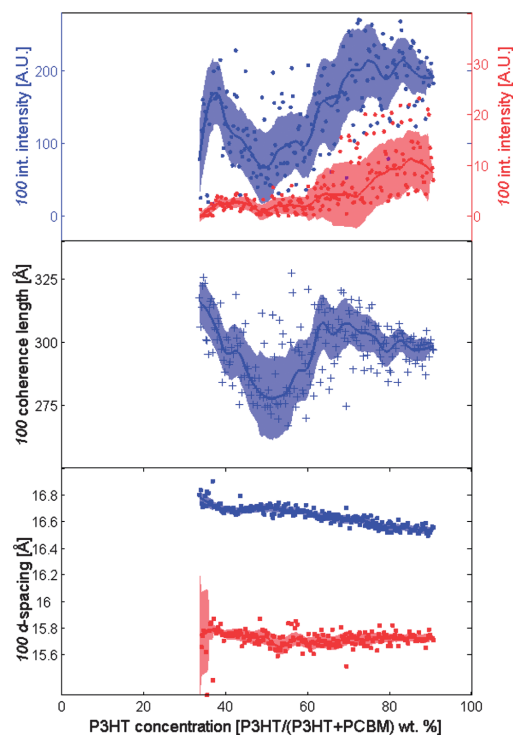 100 int. intensity [A.U.]
200
100
0
30
20
10
0
100 int. intensity [A.U.]
100 coherence length [Å]
325
300
275
100 d-spacing [Å]
16.8
16.6
16.4
16.2
16
15.8
15.6
0 20 40 60 80 100
P3HT concentration [P3HT/(P3HT+PCBM) wt. %]